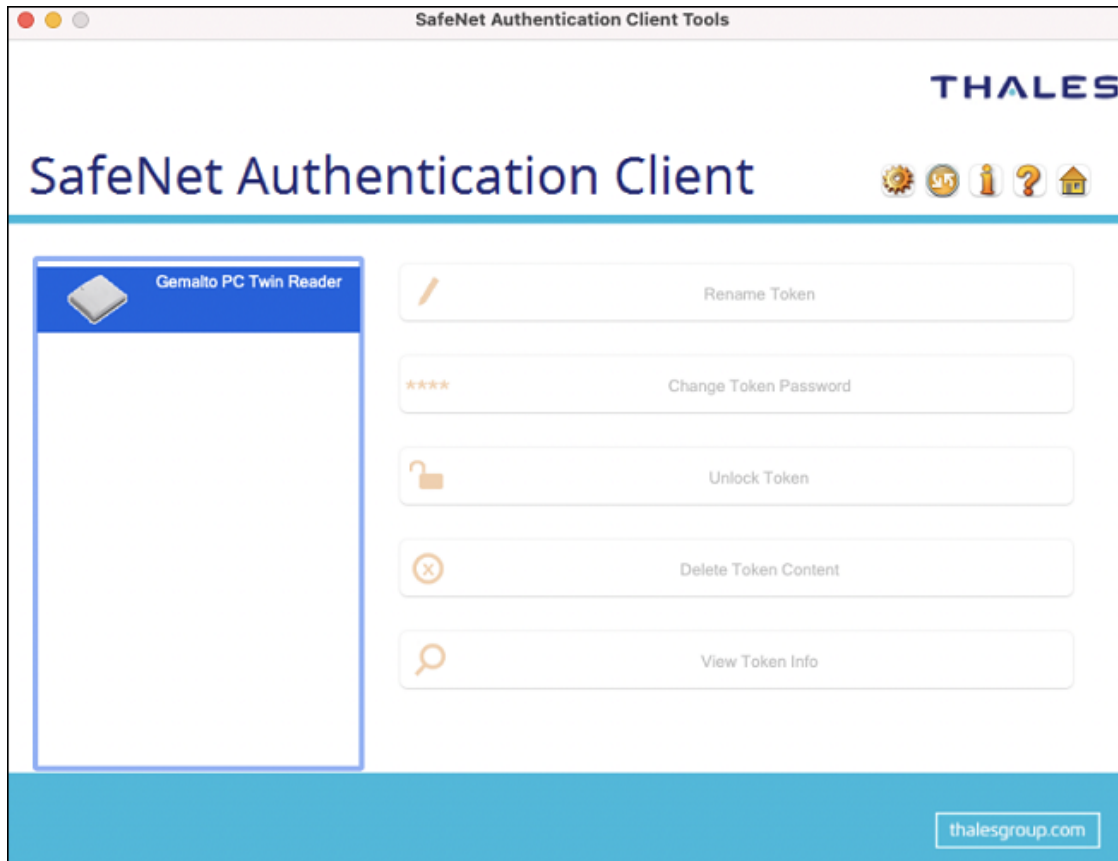 SafeNet Authentication Client Tools
THALES
SafeNet Authentication Client
Gemalto PC Twin Reader
Rename Token
**** Change Token Password
Unlock Token
Delete Token Content
View Token Info
thalesgroup.com